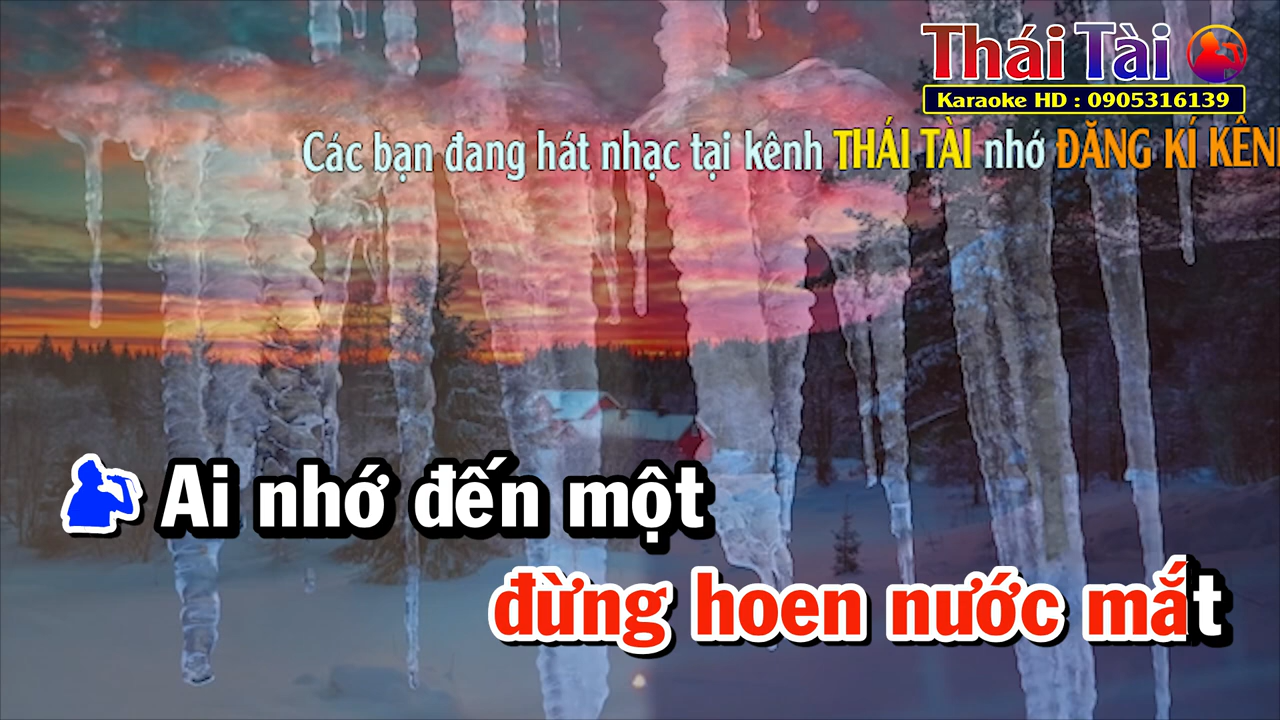 Thái Tài
Karaoke HD : 0905316139
Các bạn đang hát nhạc tại kênh THÁI TÀI nhớ ĐĂNG KÍ KÊN
Ai nhớ đến một
đừng hoen nước mắt